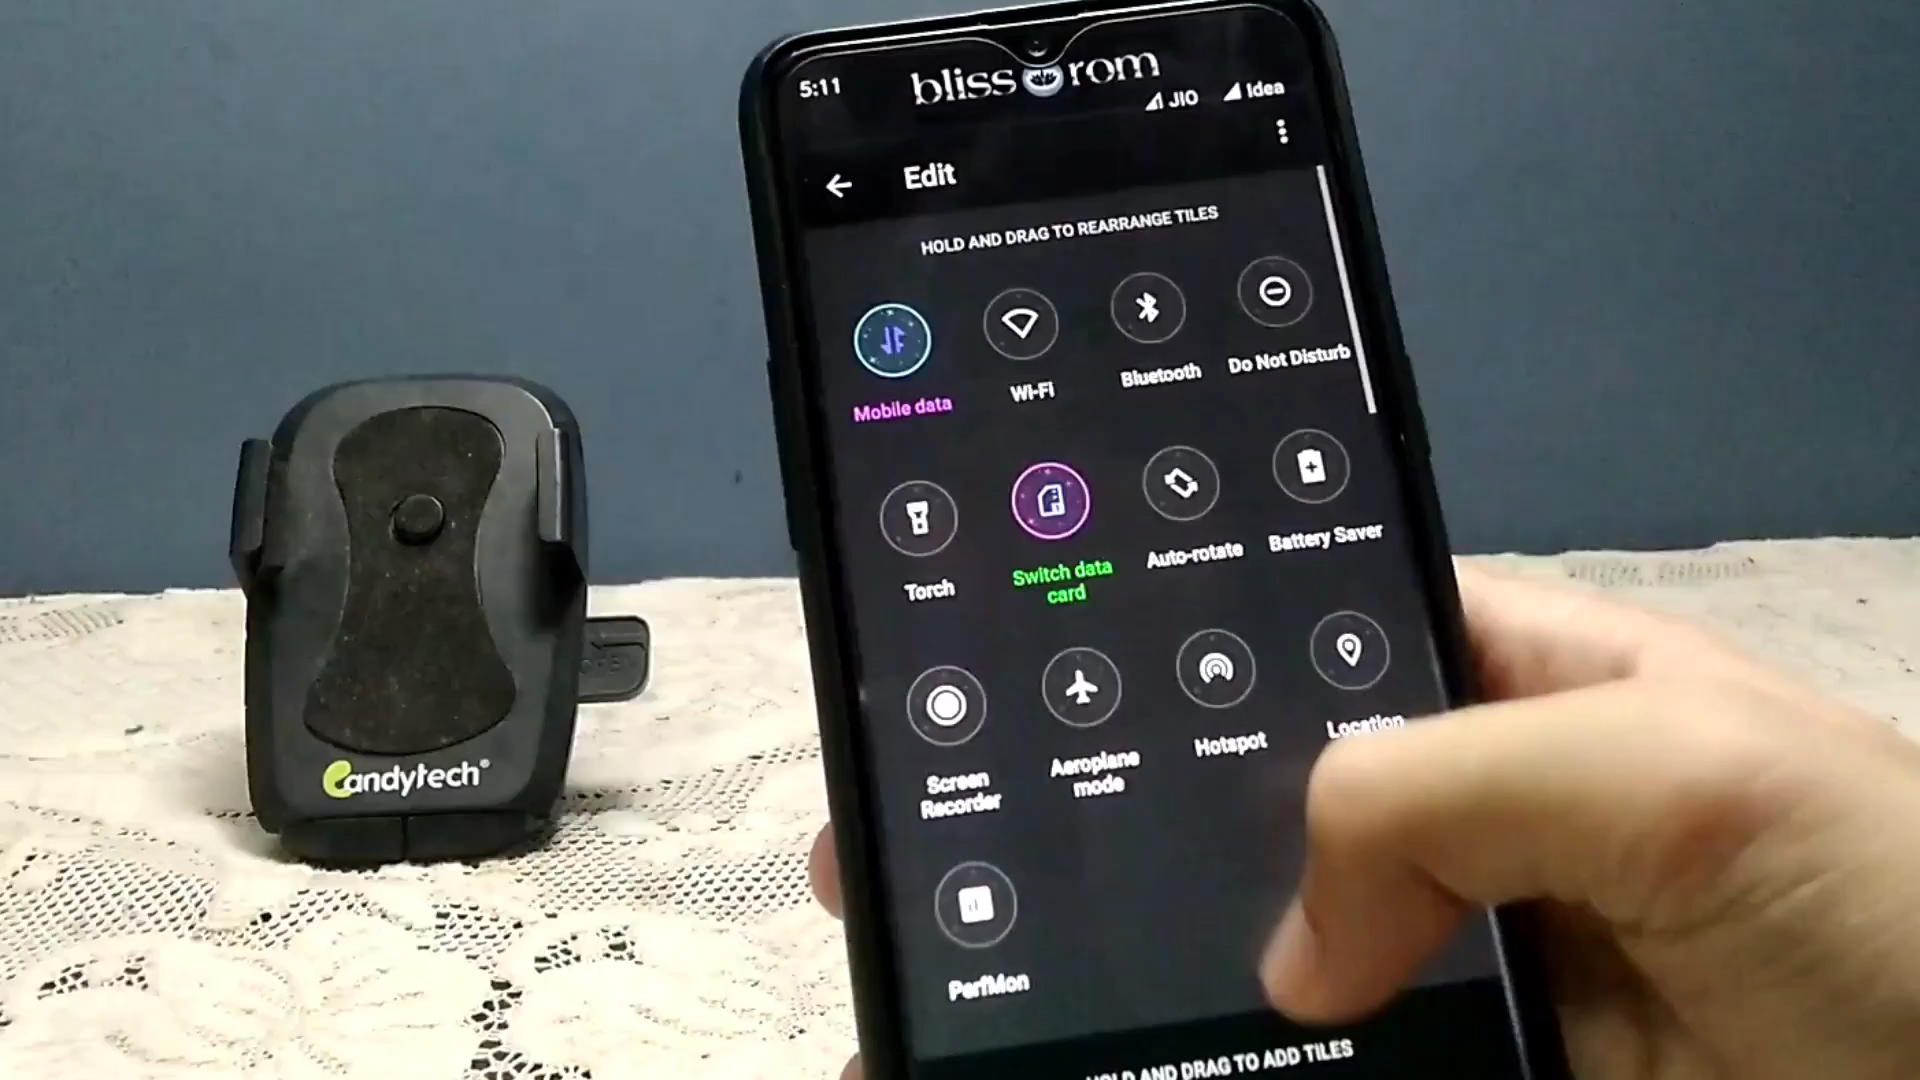 5:11
bliss rom
JIO
Idea
Edit
HOLD AND DRAG TO REARRANGE TILES
Mobile data
Wi-Fi
Bluetooth
Do Not Disturb
Torch
Switch data
card
Auto-rotate
Battery Saver
Screen
Recorder
Aeroplane
mode
Hotspot
Location
PerfMon
HOLD AND DRAG TO ADD TILES
Candytech®
OPEN